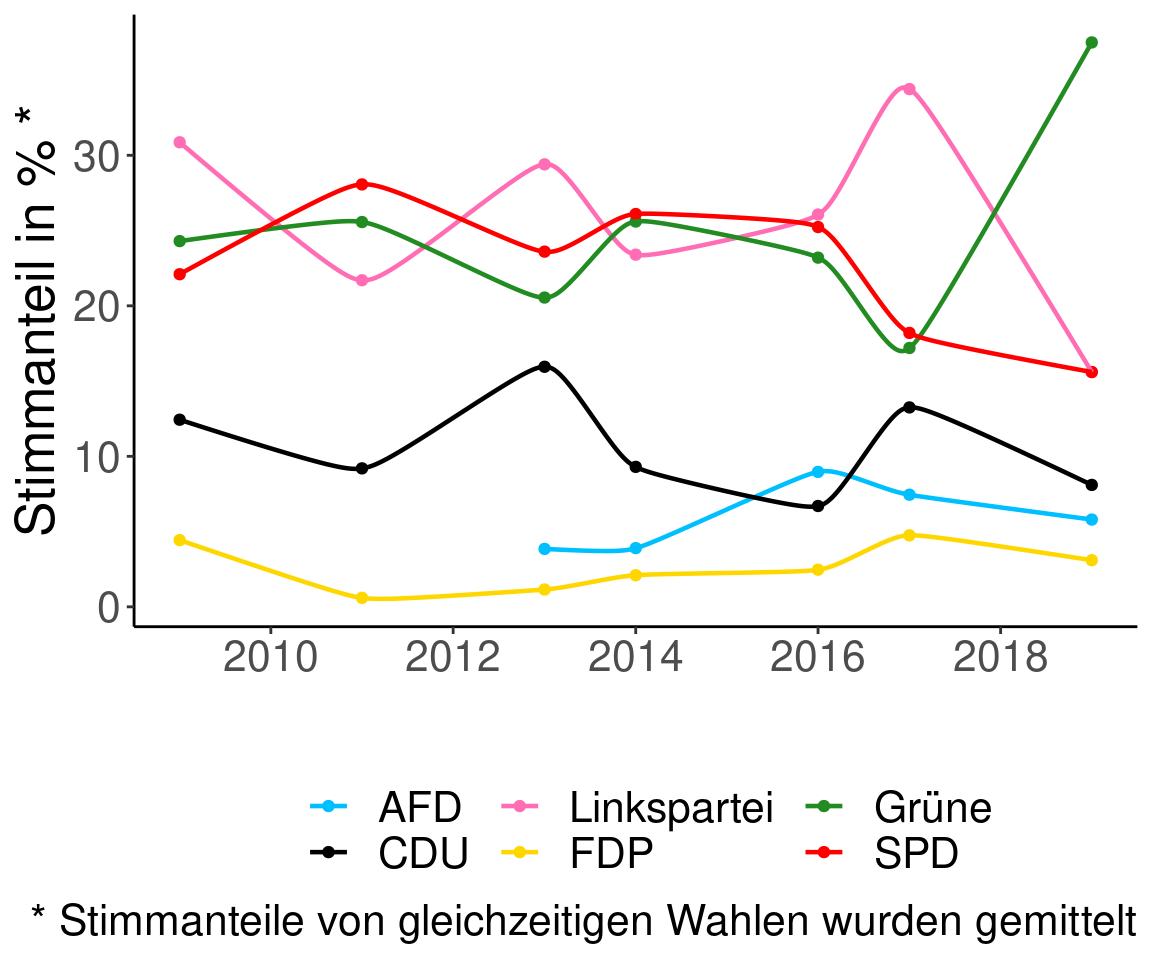 Stimmanteil in % *
30
20
10
0
2010 2012 2014 2016 2018
AFD Linkspartei Grüne
CDU FDP SPD
* Stimmanteile von gleichzeitigen Wahlen wurden gemittelt